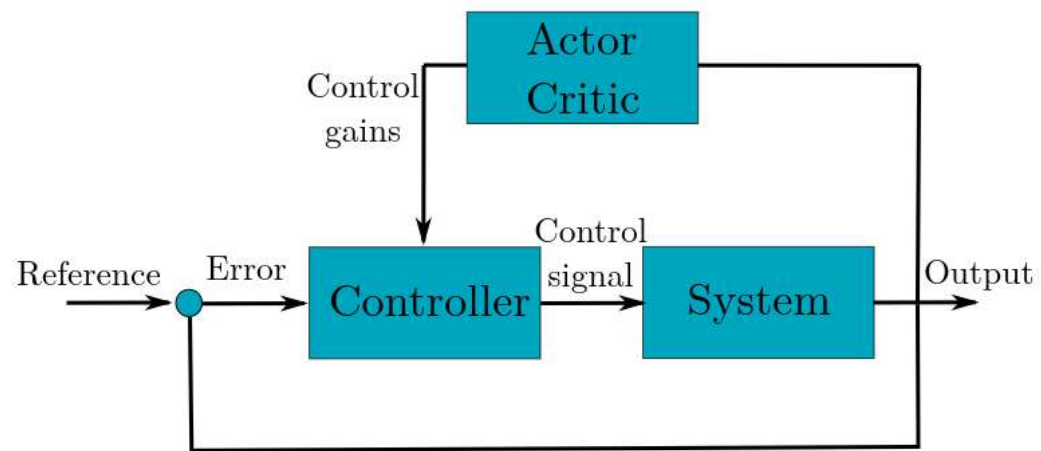 Actor
Critic
Control
gains
Reference
Error
Controller
Control
signal
System
Output